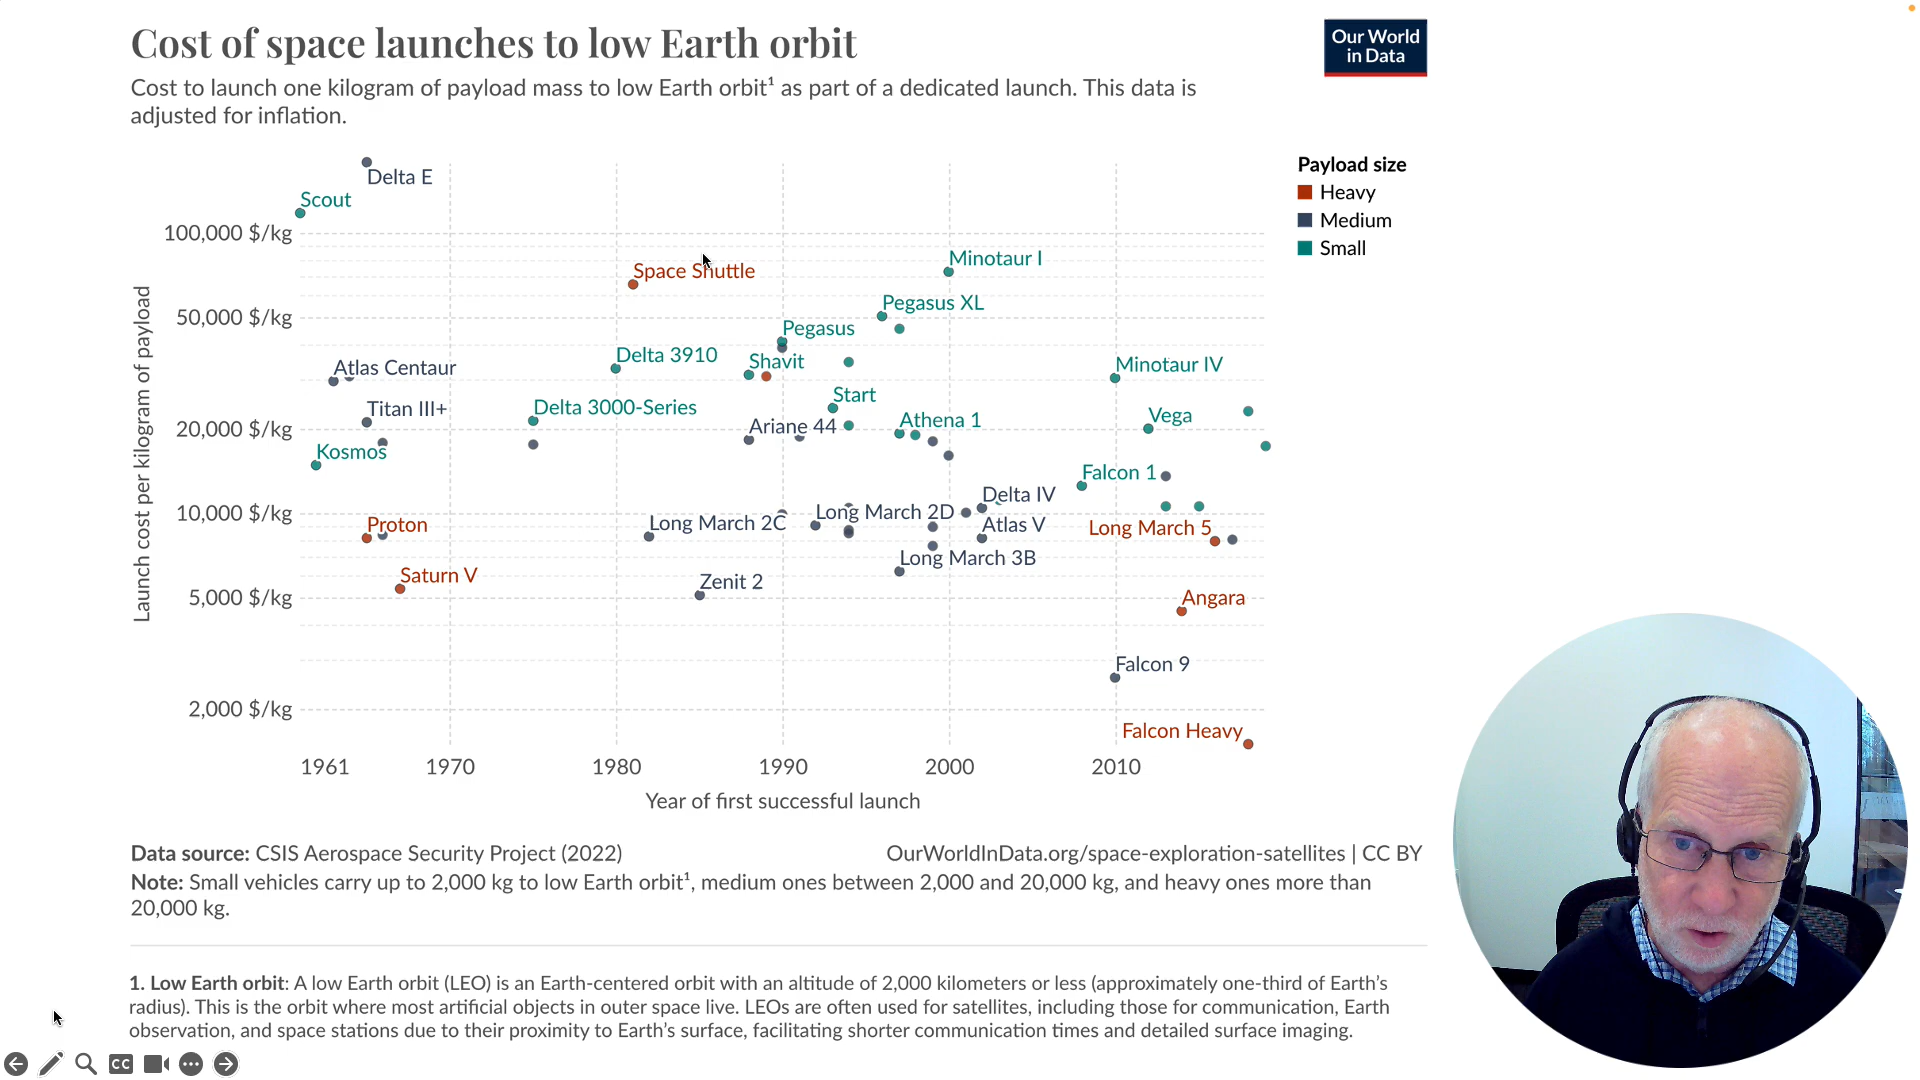 Cost of space launches to low Earth orbit
Our World
in Data
Cost to launch one kilogram of payload mass to low Earth orbit¹ as part of a dedicated launch. This data is
adjusted for inflation.
Payload size
Heavy
Medium
Small
Launch cost per kilogram of payload
100,000 $/kg
50,000 $/kg
20,000 $/kg
10,000 $/kg
5,000 $/kg
2,000 $/kg
Delta E
Scout
Space Shuttle
Minotaur I
Pegasus XL
Pegasus
Delta 3910
Shavit
Atlas Centaur
Minotaur IV
Start
Titan III+
Delta 3000-Series
Ariane 44
Athena 1
Vega
Kosmos
Falcon 1
Delta IV
Proton
Long March 2C
Long March 2D
Atlas V
Long March 5
Long March 3B
Saturn V
Zenit 2
Angara
Falcon 9
Falcon Heavy
1961
1970
1980
1990
2000
2010
Year of first successful launch
Data source: CSIS Aerospace Security Project (2022)
OurWorldInData.org/space-exploration-satellites | CC BY
Note: Small vehicles carry up to 2,000 kg to low Earth orbit¹, medium ones between 2,000 and 20,000 kg, and heavy ones more than
20,000 kg.
1. Low Earth orbit: A low Earth orbit (LEO) is an Earth-centered orbit with an altitude of 2,000 kilometers or less (approximately one-third of Earth's
radius). This is the orbit where most artificial objects in outer space live. LEOs are often used for satellites, including those for communication, Earth
observation, and space stations due to their proximity to Earth's surface, facilitating shorter communication times and detailed surface imaging.
CC